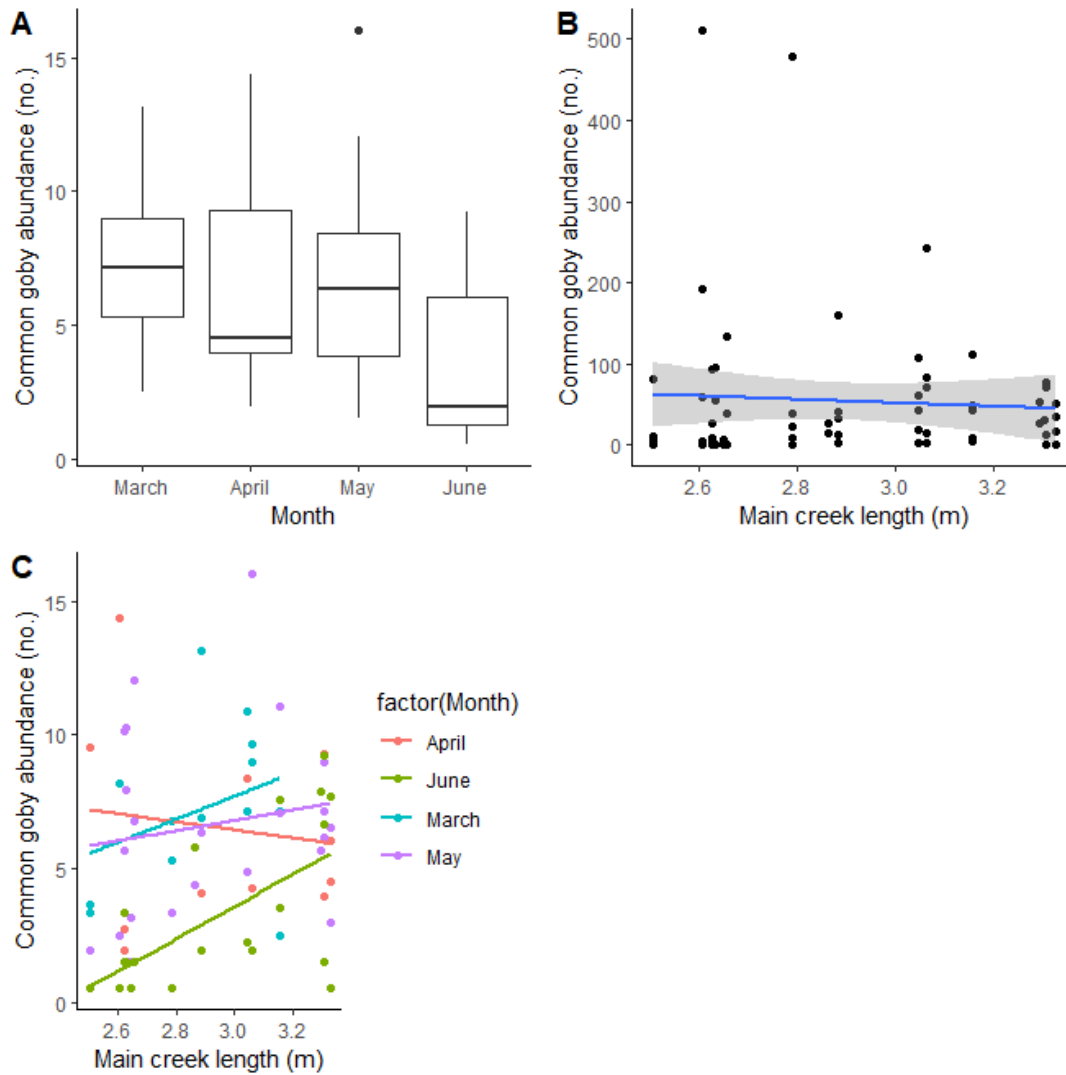 A
Common goby abundance (no.)
15
10
5
0
March April May June
Month
B
Common goby abundance (no.)
500
400
300
200
100
0
2.6 2.8 3.0 3.2
Main creek length (m)
C
Common goby abundance (no.)
15
10
5
0
2.6 2.8 3.0 3.2
Main creek length (m)
factor(Month)
April
June
March
May